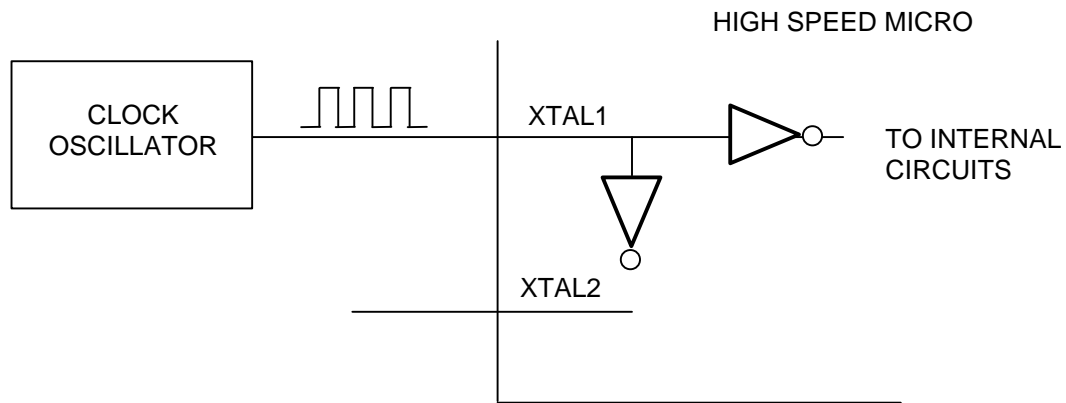 HIGH SPEED MICRO
CLOCK
OSCILLATOR
XTAL1
TO INTERNAL
CIRCUITS
XTAL2